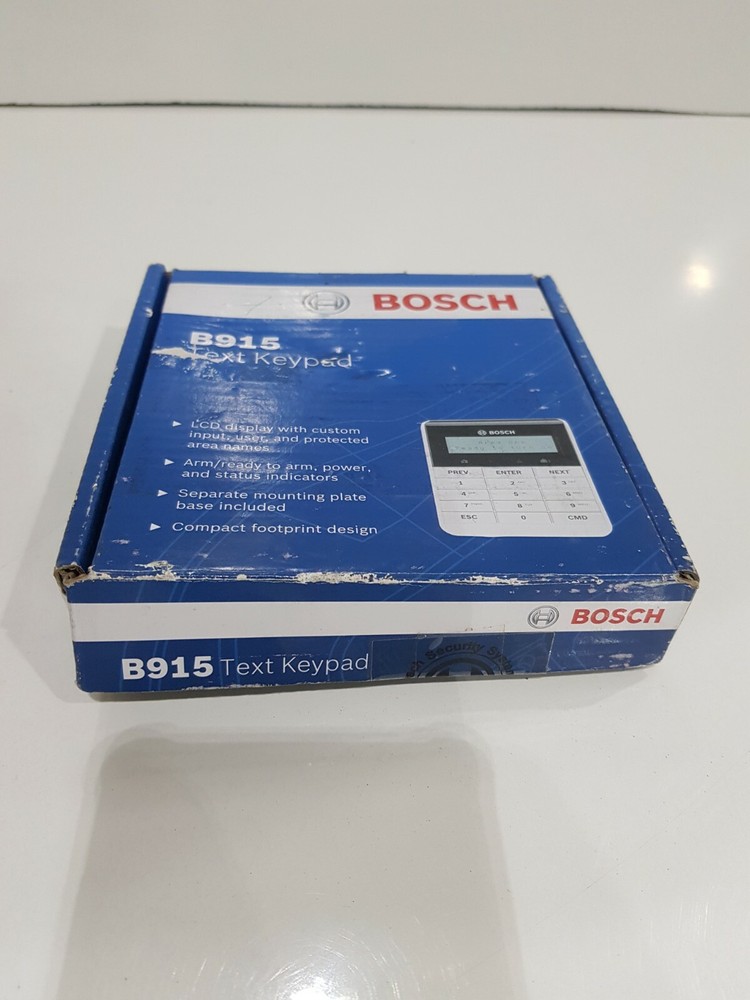 BOSCH
B915
Text Keypad
LCD display with custom
input, user, and protected
area names
Arm/ready to arm, power,
and status indicators
Separate mounting plate
base included
Compact footprint design
BOSCH
PREV ENTER NEXT
1 2 3
4 5 6
7 8 9
ESC 0 CMD
BOSCH
B915 Text Keypad
Security